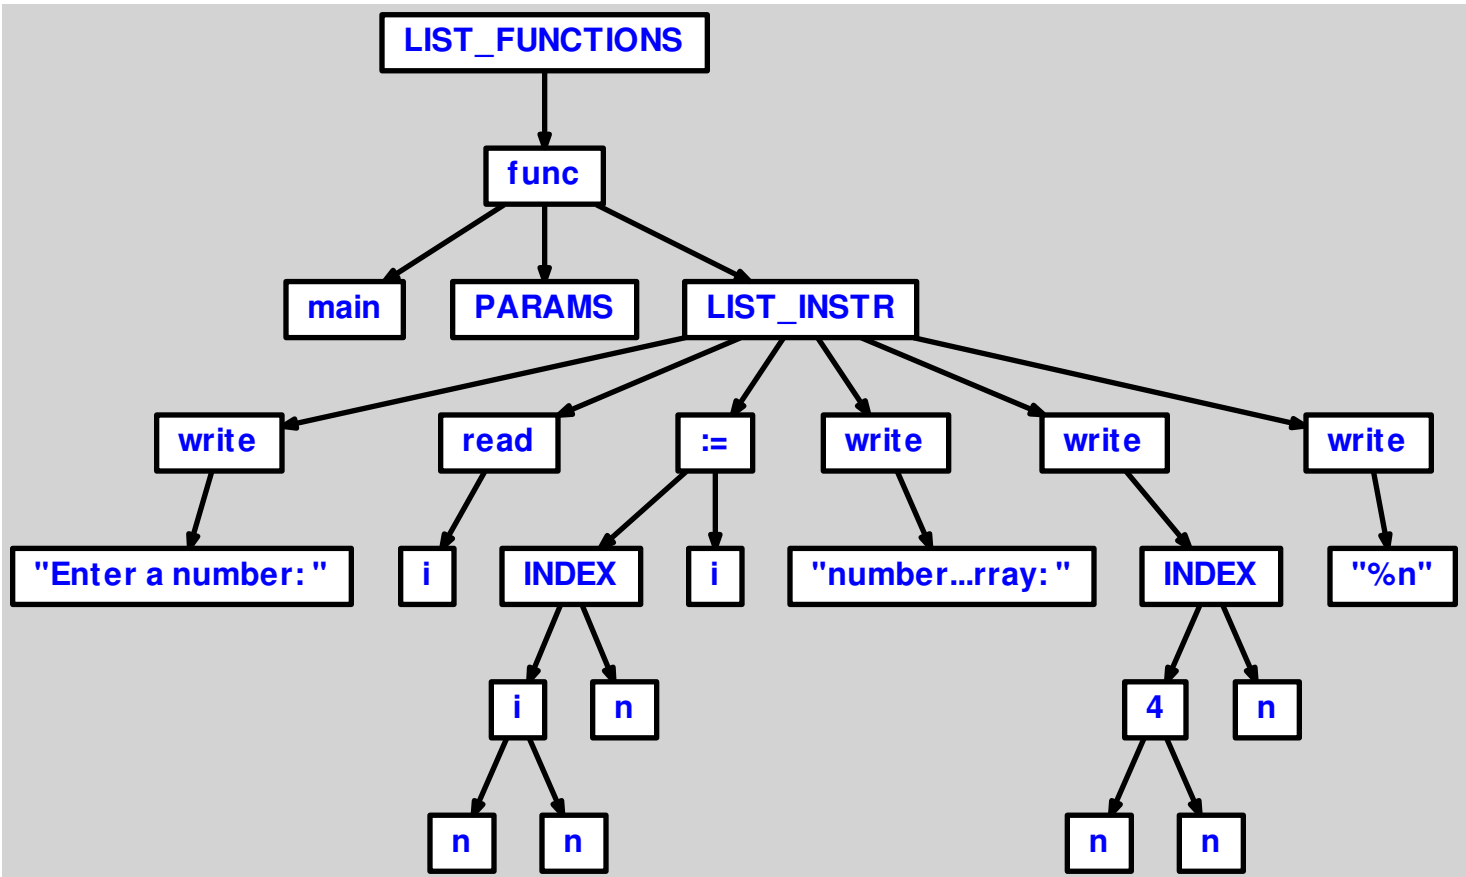 LIST_FUNCTIONS
func
main PARAMS LIST_INSTR
write read := write write write
"Enter a number: " i INDEX i "number...rray: " INDEX "%n"
i n 4 n
n n n n